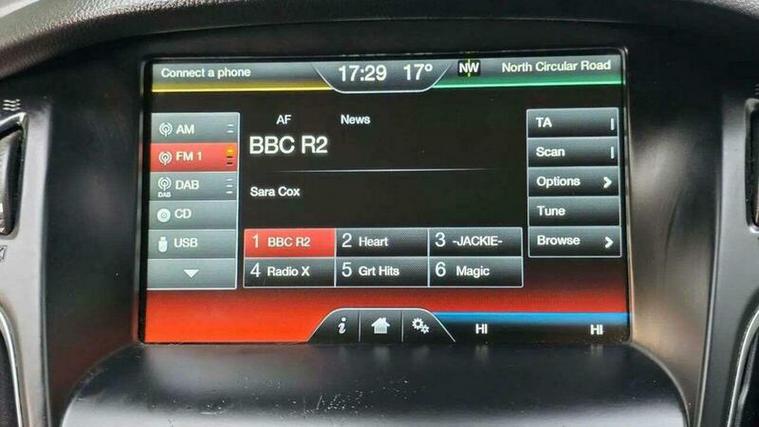 Connect a phone 17:29 17° NW North Circular Road
AF News
BBC R2
Sara Cox
AM
FM 1
DAB
DAB
CD
USB
1 BBC R2 2 Heart 3 -JACKIE-
4 Radio X 5 Grt Hits 6 Magic
TA
Scan
Options
Tune
Browse
i HI HI